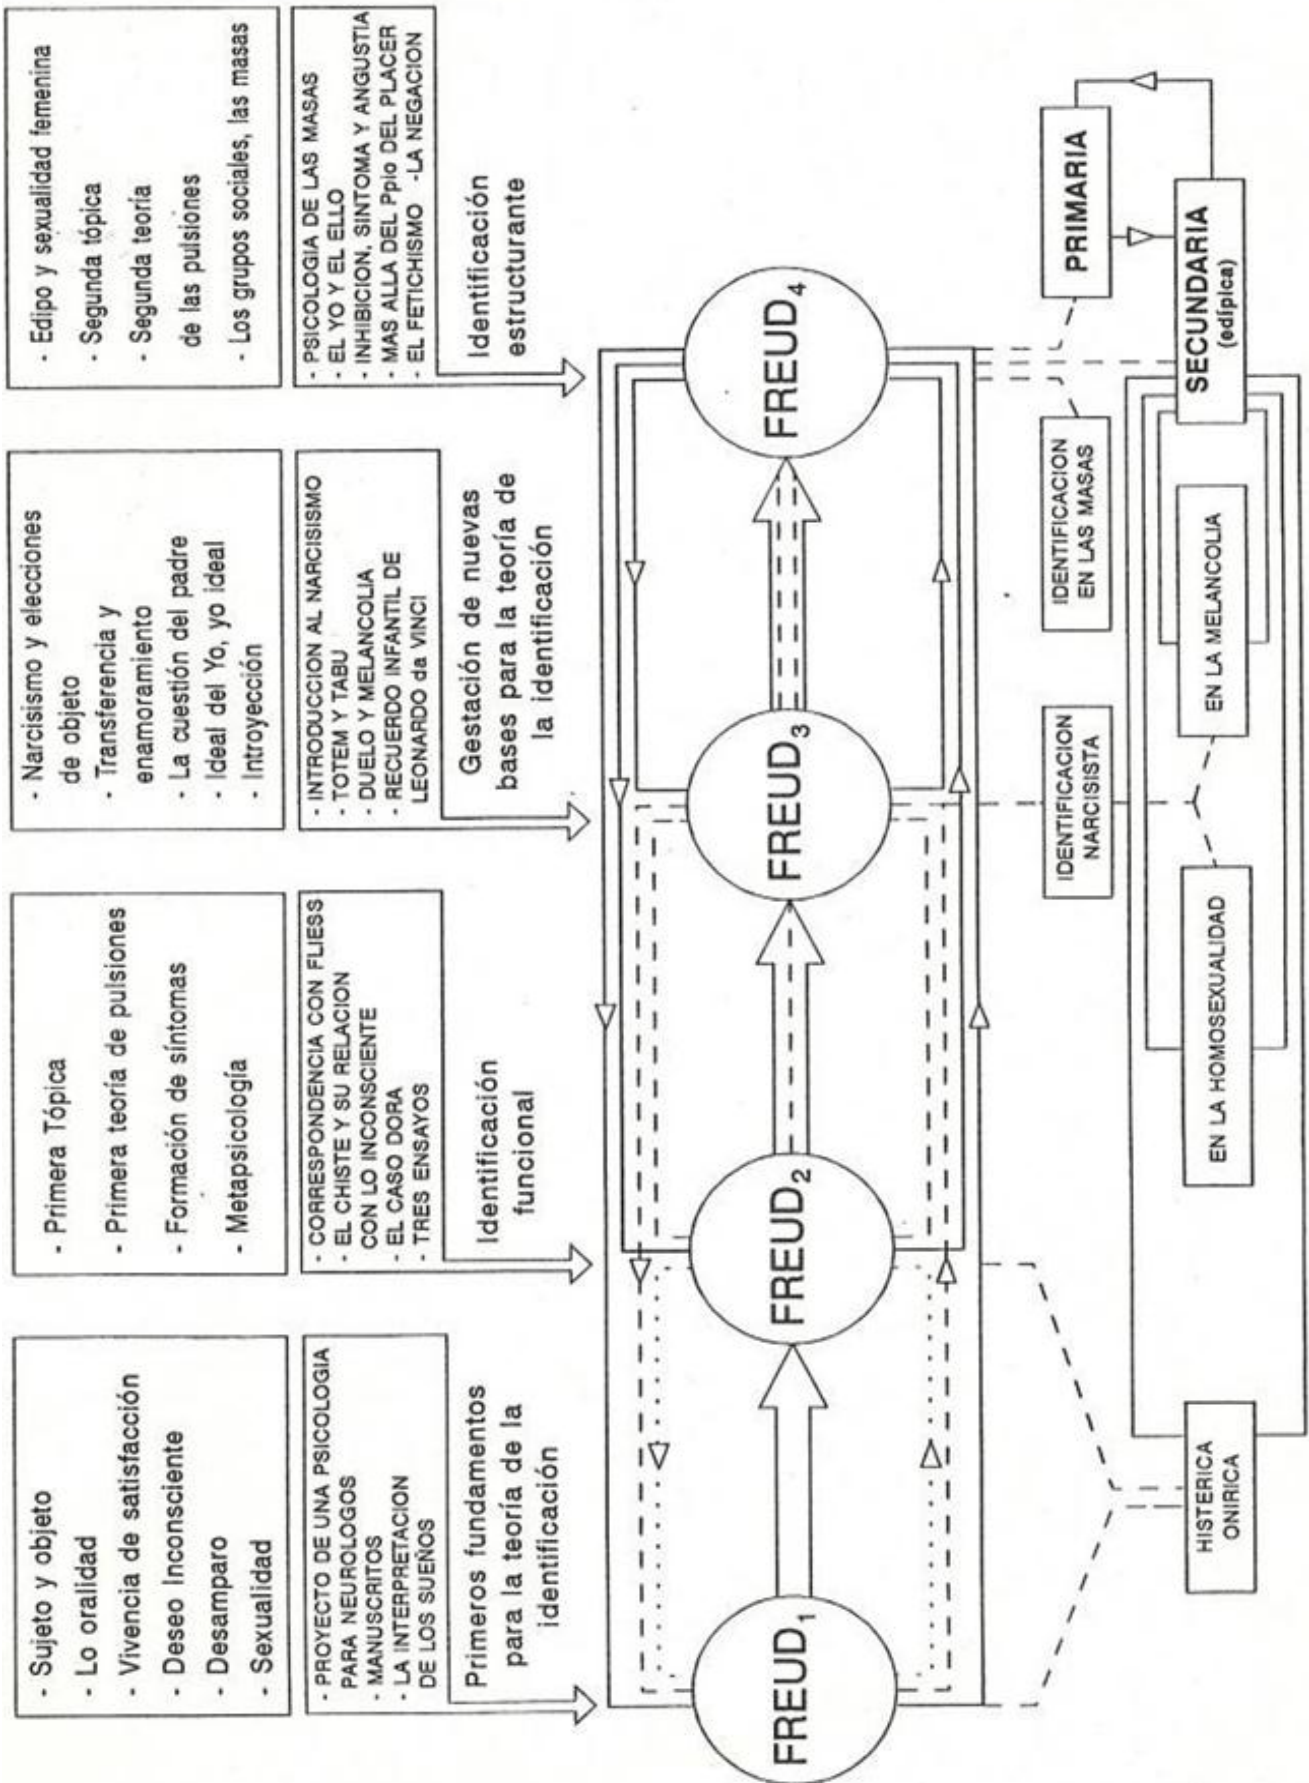 - Sujeto y objeto
- Lo oralidad
- Vivencia de satisfacción
- Deseo Inconsciente
- Desamparo
- Sexualidad
- Primera Tópica
- Primera teoría de pulsiones
- Formación de síntomas
- Metapsicología
- Narcisismo y elecciones
de objeto
- Transferencia y
enamoramiento
- La cuestión del padre
- Ideal del Yo, yo ideal
- Introyección
- Edipo y sexualidad femenina
- Segunda tópica
- Segunda teoría
de las pulsiones
- Los grupos sociales, las masas
- PROYECTO DE UNA PSICOLOGIA
PARA NEUROLOGOS
- MANUSCRITOS
- LA INTERPRETACION
DE LOS SUEÑOS
- CORRESPONDENCIA CON FLIESS
- EL CHISTE Y SU RELACION
CON LO INCONSCIENTE
- EL CASO DORA
- TRES ENSAYOS
- INTRODUCCION AL NARCISISMO
- TOTEM Y TABU
- DUELO Y MELANCOLIA
- RECUERDO INFANTIL DE
LEONARDO da VINCI
- PSICOLOGIA DE LAS MASAS
- EL YO Y EL ELLO
- INHIBICION, SINTOMA Y ANGUSTIA
- MAS ALLA DEL Ppio DEL PLACER
- EL FETICHISMO -LA NEGACION
Primeros fundamentos
para la teoría de la
identificación
Identificación
funcional
Gestación de nuevas
bases para la teoría de
la identificación
Identificación
estructurante
FREUD1
FREUD2
FREUD3
FREUD4
IDENTIFICACION
NARCISISTA
IDENTIFICACION
EN LAS MASAS
PRIMARIA
HISTERICA
ONIRICA
EN LA HOMOSEXUALIDAD
EN LA MELANCOLIA
SECUNDARIA
(edípica)